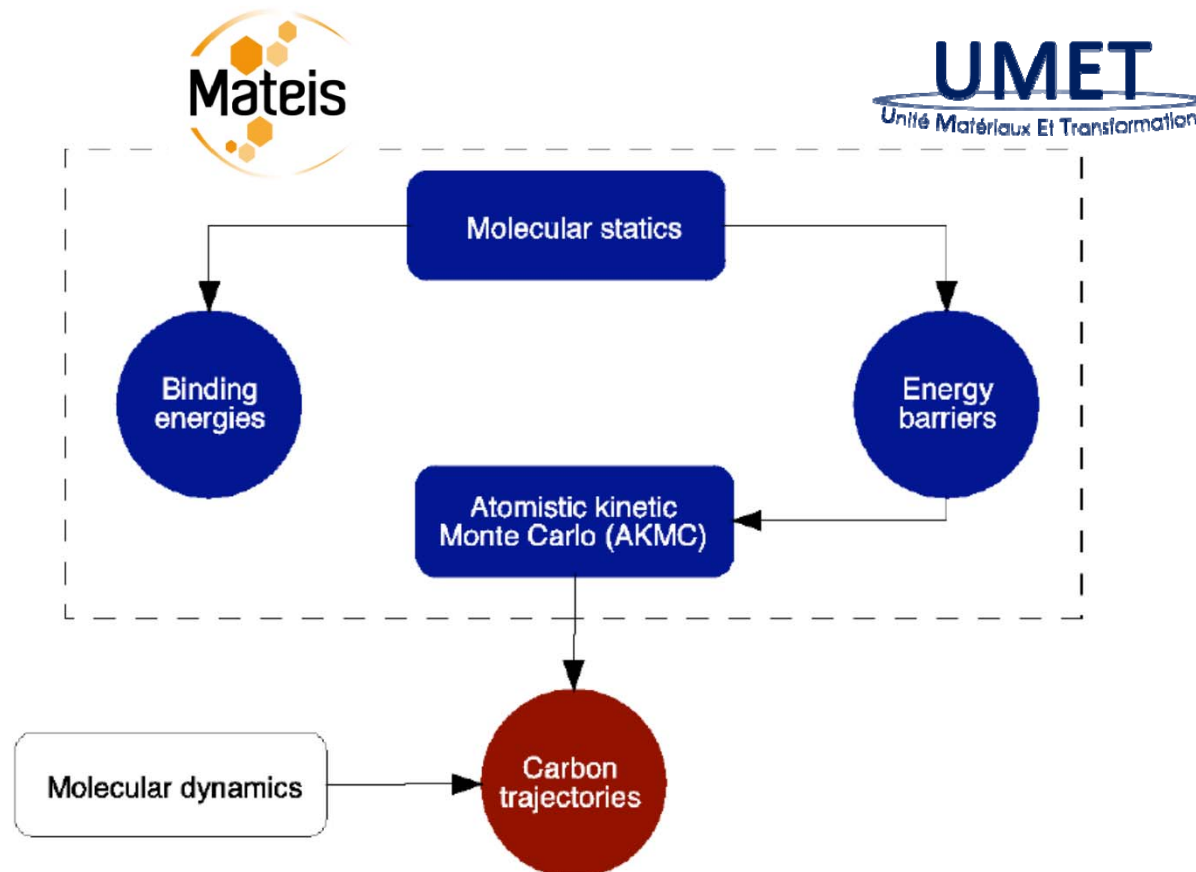 Mateis
UMET
Unité Matériaux Et Transformation
Molecular statics
Binding
energies
Energy
barriers
Atomistic kinetic
Monte Carlo (AKMC)
Molecular dynamics
Carbon
trajectories